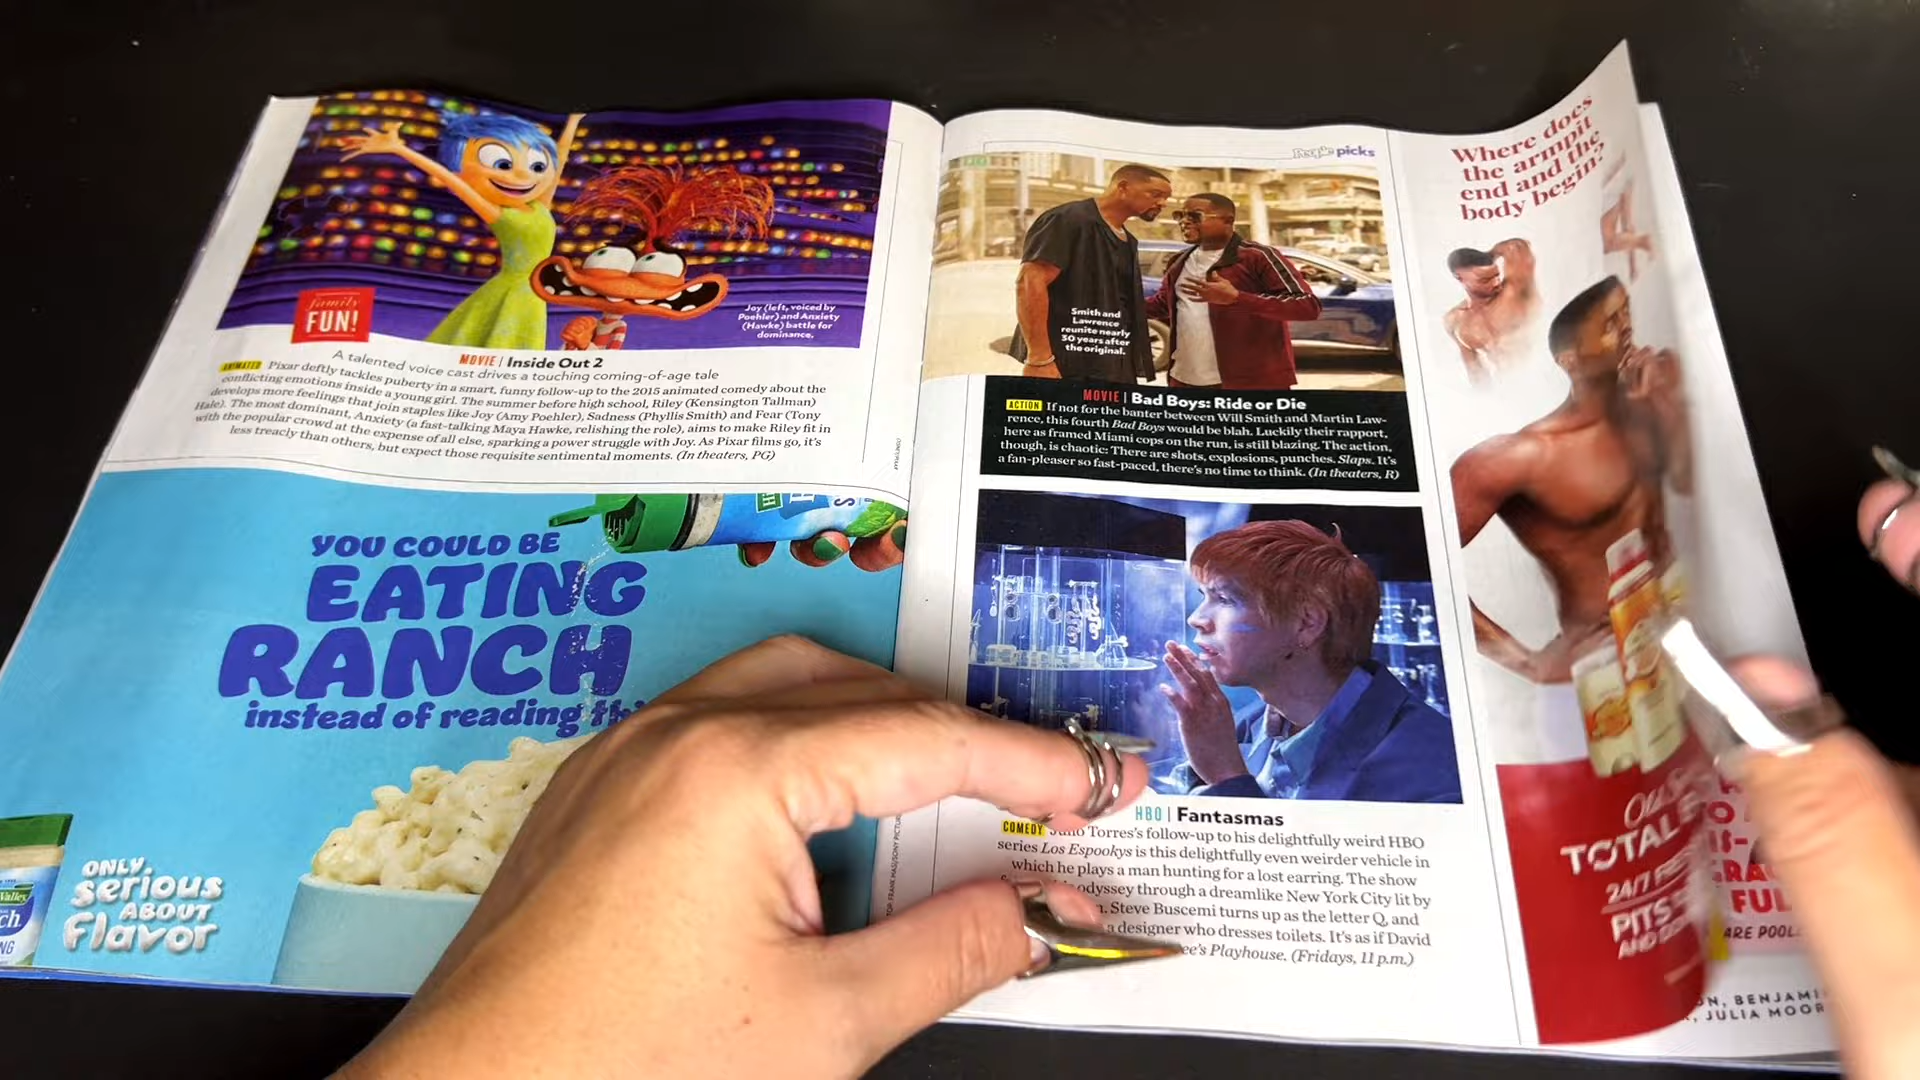 family
FUN!
Joy (left, voiced by
Poehler) and Anxiety
(Hawke) battle for
dominance.
MOVIE | Inside Out 2
A talented voice cast drives a touching coming-of-age tale
ANIMATED Pixar deftly tackles puberty in a smart, funny follow-up to the 2015 animated comedy about the
conflicting emotions inside a young girl. The summer before high school, Riley (Kensington Tallman)
develops more feelings that join staples like Joy (Amy Poehler), Sadness (Phyllis Smith) and Fear (Tony
Hale). The most dominant, Anxiety (a fast-talking Maya Hawke, relishing the role), aims to make Riley fit in
with the popular crowd at the expense of all else, sparking a power struggle with Joy. As Pixar films go, it's
less treacly than others, but expect those requisite sentimental moments. (In theaters, PG)
YOU COULD BE
EATING
RANCH
instead of reading
ONLY.
serious
ABOUT
Flavor
Valley
People picks
Smith and
Lawrence
reunite nearly
30 years after
the original.
MOVIE | Bad Boys: Ride or Die
ACTION If not for the banter between Will Smith and Martin Law-
rence, this fourth Bad Boys would be blah. Luckily their rapport,
here as framed Miami cops on the run, is still blazing. The action,
though, is chaotic: There are shots, explosions, punches. Slaps. It's
a fan-pleaser so fast-paced, there's no time to think. (In theaters, R)
HBO | Fantasmas
COMEDY Torres's follow-up to his delightfully weird HBO
series Los Espookys is this delightfully even weirder vehicle in
which he plays a man hunting for a lost earring. The show
odyssey through a dreamlike New York City lit by
Steve Buscemi turns up as the letter Q, and
a designer who dresses toilets. It's as if David
Playhouse. (Fridays, 11 p.m.)
Where does
the armpit
end and the
body begin?
24/7
PITS
FUL
ARE
BENJAMI
JULIA MOOR